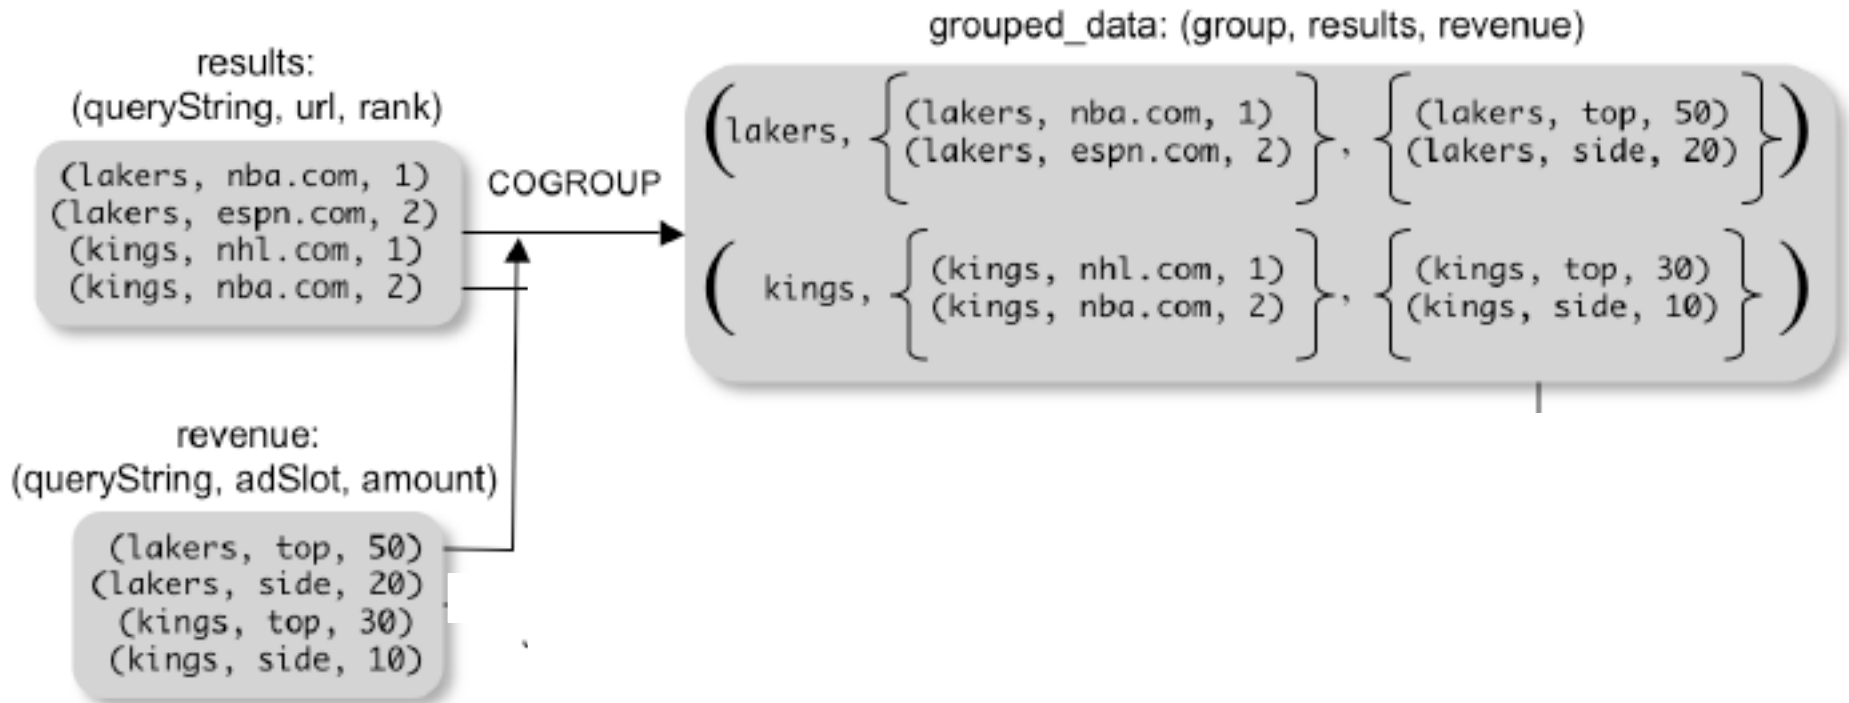 grouped_data: (group, results, revenue)
results:
(queryString, url, rank)
(lakers, nba.com, 1)
(lakers, espn.com, 2)
(kings, nhl.com, 1)
(kings, nba.com, 2)
COGROUP
(lakers, { (lakers, nba.com, 1) }, { (lakers, top, 50) })
(lakers, espn.com, 2) (lakers, side, 20)
( kings, { (kings, nhl.com, 1) }, { (kings, top, 30) } )
(kings, nba.com, 2) (kings, side, 10)
revenue:
(queryString, adSlot, amount)
(lakers, top, 50)
(lakers, side, 20)
(kings, top, 30)
(kings, side, 10)